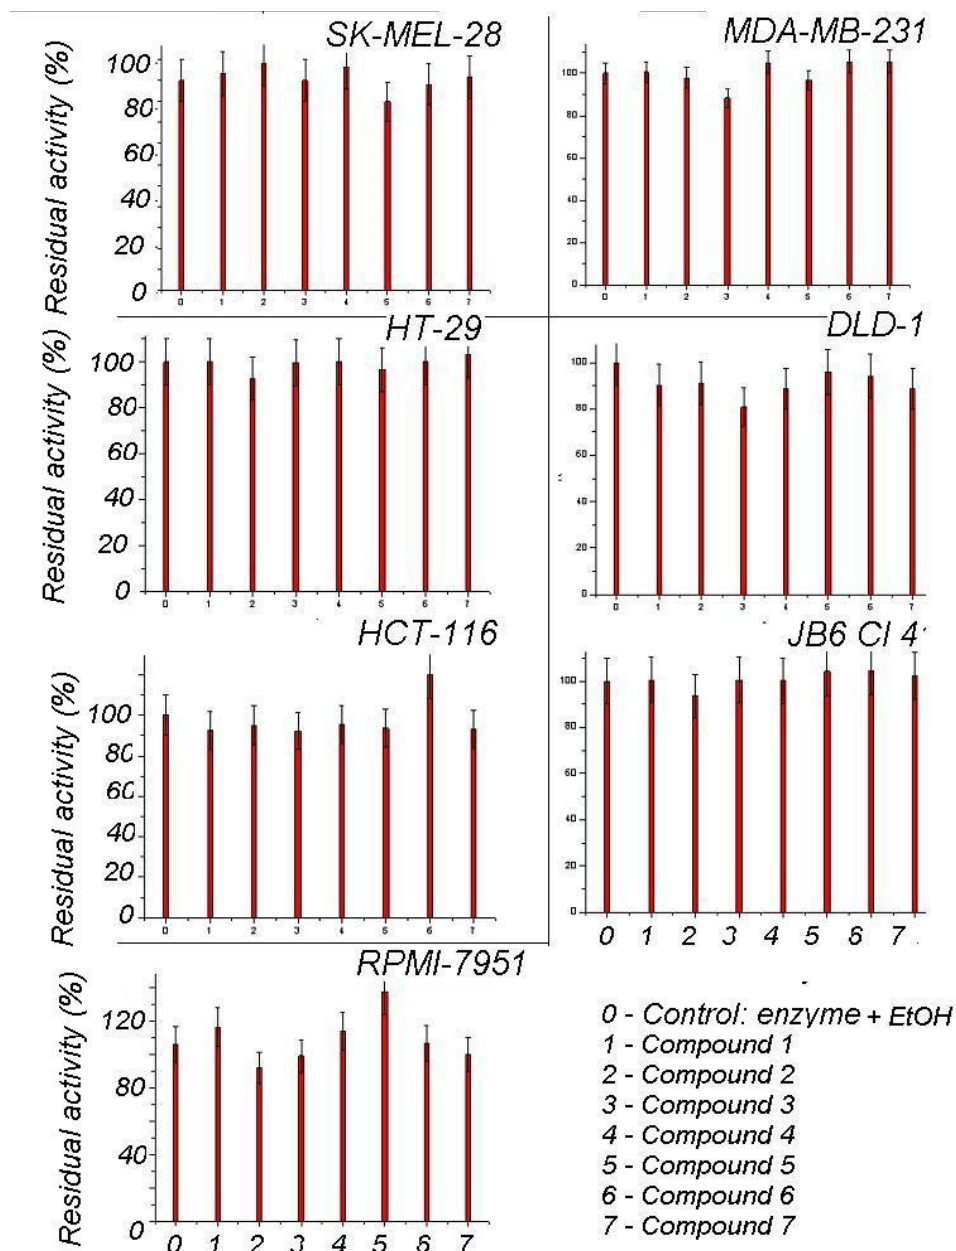 SK-MEL-28
Residual activity (%)
100
80
60
40
20
0
0 1 2 3 4 5 6 7
MDA-MB-231
100
80
60
40
20
0
0 1 2 3 4 5 6 7
HT-29
Residual activity (%)
100
80
60
40
20
0
0 1 2 3 4 5 6 7
DLD-1
100
80
60
40
20
0
0 1 2 3 4 5 6 7
HCT-116
Residual activity (%)
100
80
60
40
20
0
0 1 2 3 4 5 6 7
JB6 Cl 4
100
80
60
40
20
0
0 1 2 3 4 5 6 7
RPMI-7951
Residual activity (%)
120
80
40
0
0 1 2 3 4 5 6 7
0 - Control: enzyme + EtOH
1 - Compound 1
2 - Compound 2
3 - Compound 3
4 - Compound 4
5 - Compound 5
6 - Compound 6
7 - Compound 7